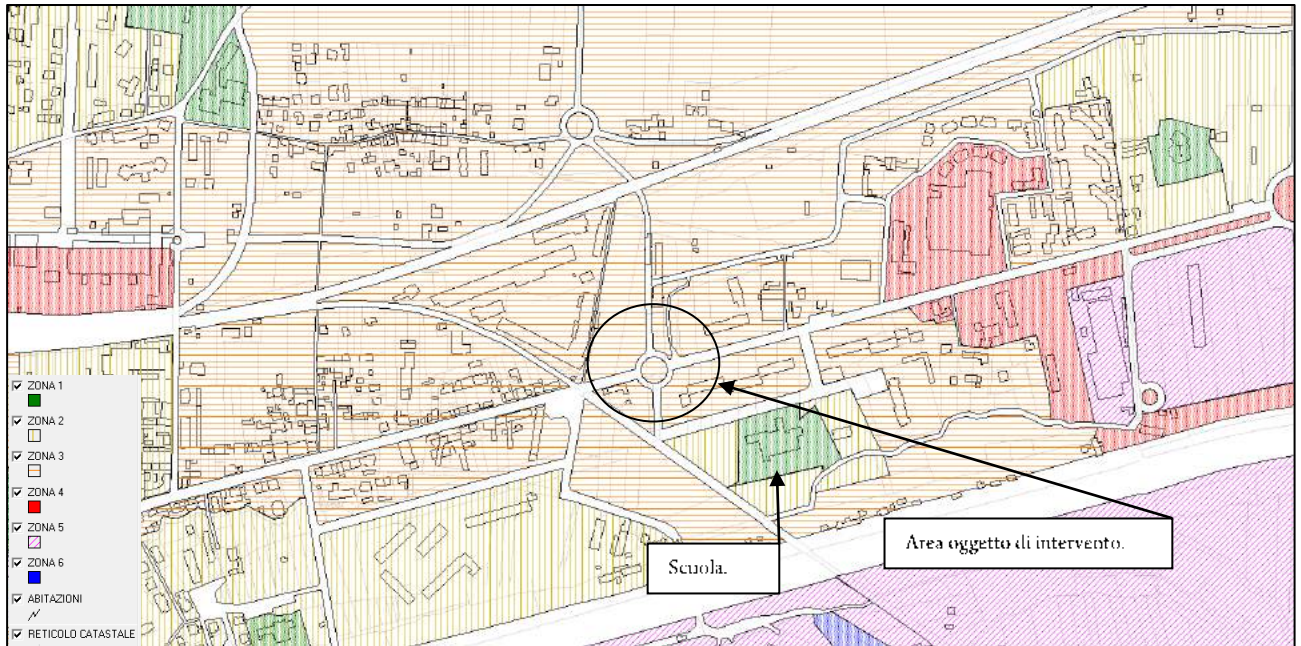 ZONA 1
ZONA 2
ZONA 3
ZONA 4
ZONA 5
ZONA 6
ABITAZIONI
RETICOLO CATASTALE
Scuola.
Area oggetto di intervento.